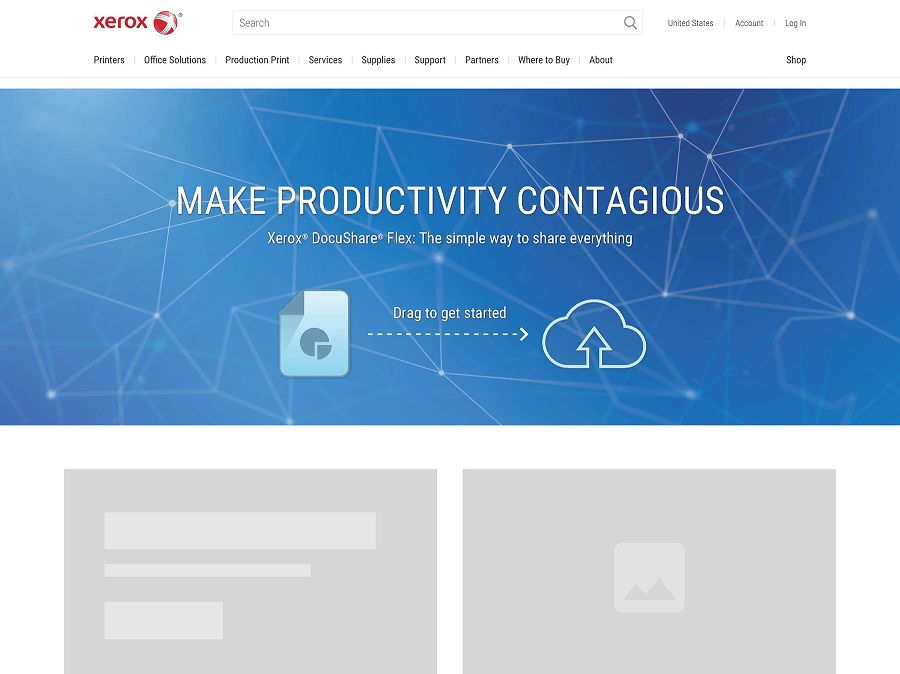 xerox ®
Search
United States
Account
Log In
Printers
Office Solutions
Production Print
Services
Supplies
Support
Partners
Where to Buy
About
Shop
MAKE PRODUCTIVITY CONTAGIOUS
Xerox® DocuShare® Flex: The simple way to share everything
Drag to get started